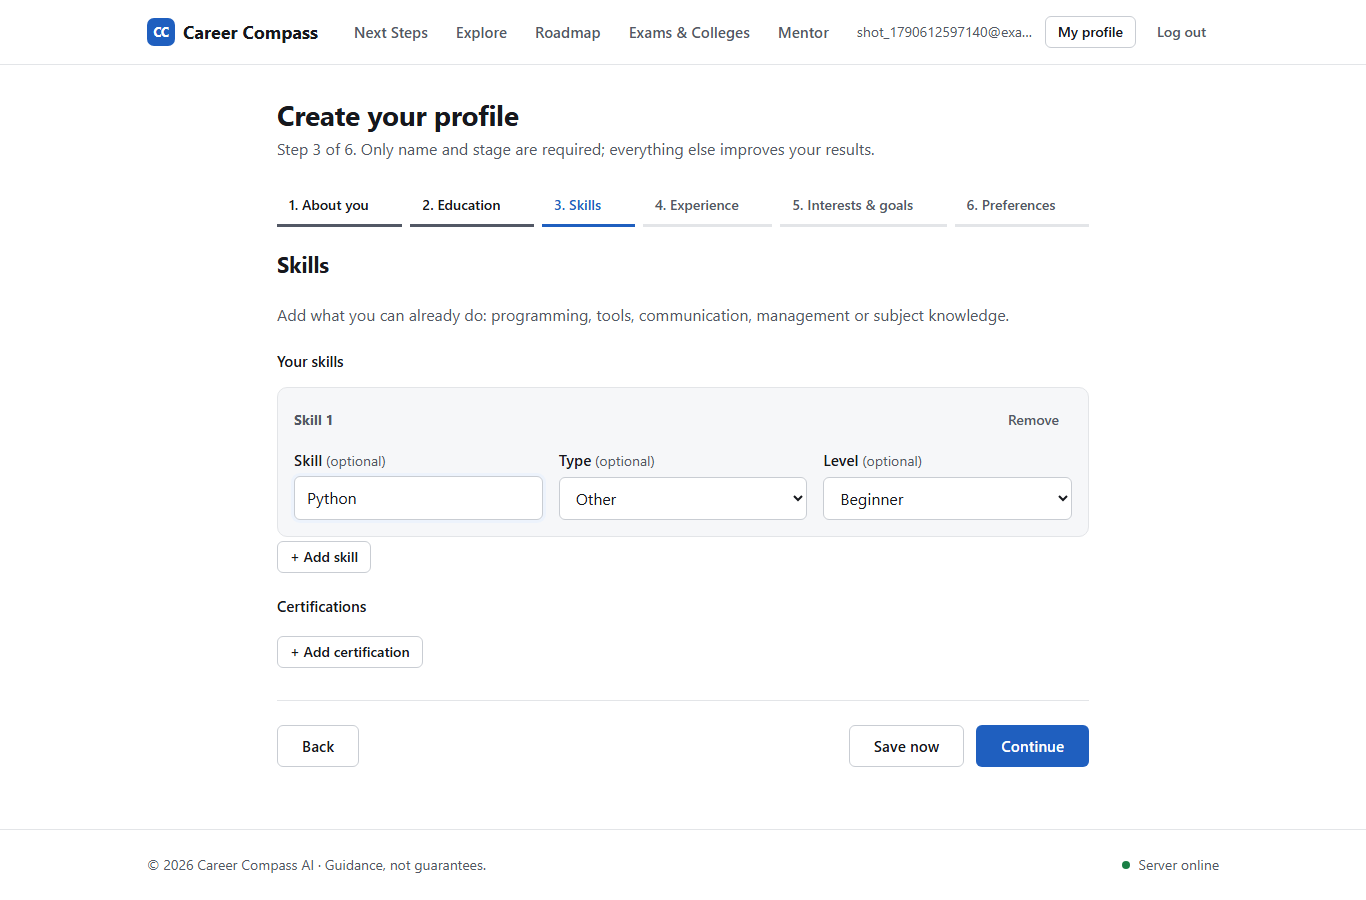 CC Career Compass Next Steps Explore Roadmap Exams & Colleges Mentor shot_1790612597140@exa... My profile Log out
Create your profile
Step 3 of 6. Only name and stage are required; everything else improves your results.
1. About you 2. Education 3. Skills 4. Experience 5. Interests & goals 6. Preferences
Skills
Add what you can already do: programming, tools, communication, management or subject knowledge.
Your skills
Skill 1 Remove
Skill (optional) Type (optional) Level (optional)
Python Other Beginner
+ Add skill
Certifications
+ Add certification
Back Save now Continue
© 2026 Career Compass AI · Guidance, not guarantees. Server online